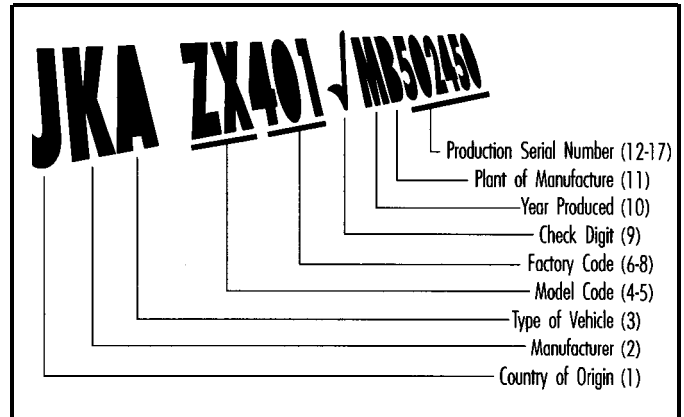 JKA ZX401√MB502450
Production Serial Number (12-17)
Plant of Manufacture (11)
Year Produced (10)
Check Digit (9)
Factory Code (6-8)
Model Code (4-5)
Type of Vehicle (3)
Manufacturer (2)
Country of Origin (1)